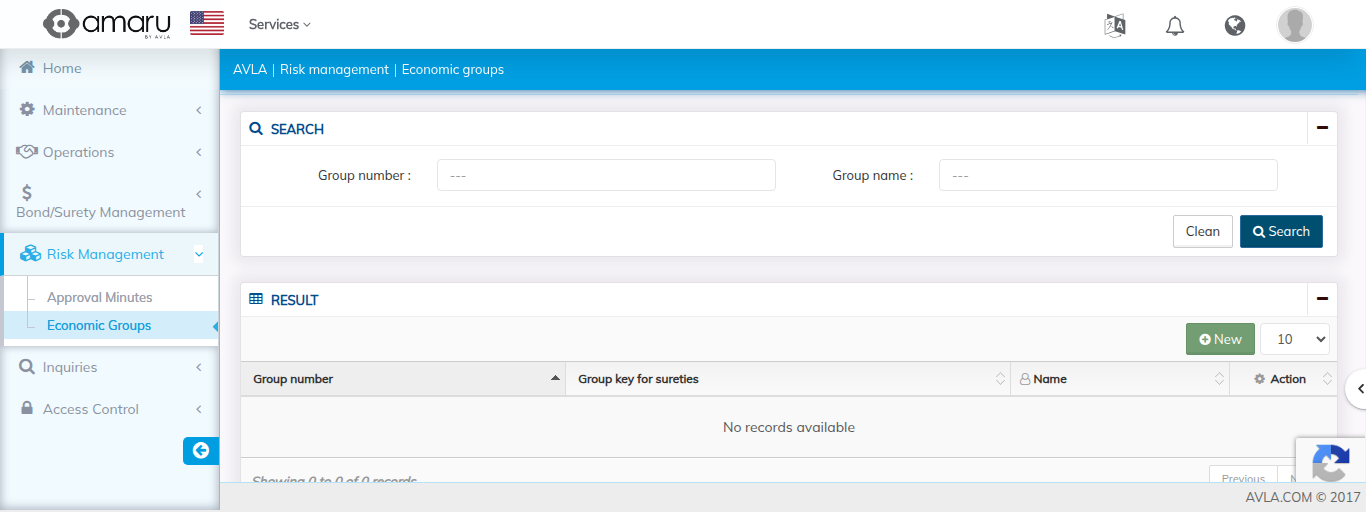 amaru
BY AVLA
Services
Home
Maintenance
Operations
Bond/Surety Management
Risk Management
Approval Minutes
Economic Groups
Inquiries
Access Control
AVLA | Risk management | Economic groups
SEARCH
Group number :
---
Group name :
---
Clean
Search
RESULT
New
10
Group number
Group key for sureties
Name
Action
No records available
Showing 0 to 0 of 0 records
Previous
AVLA.COM © 2017